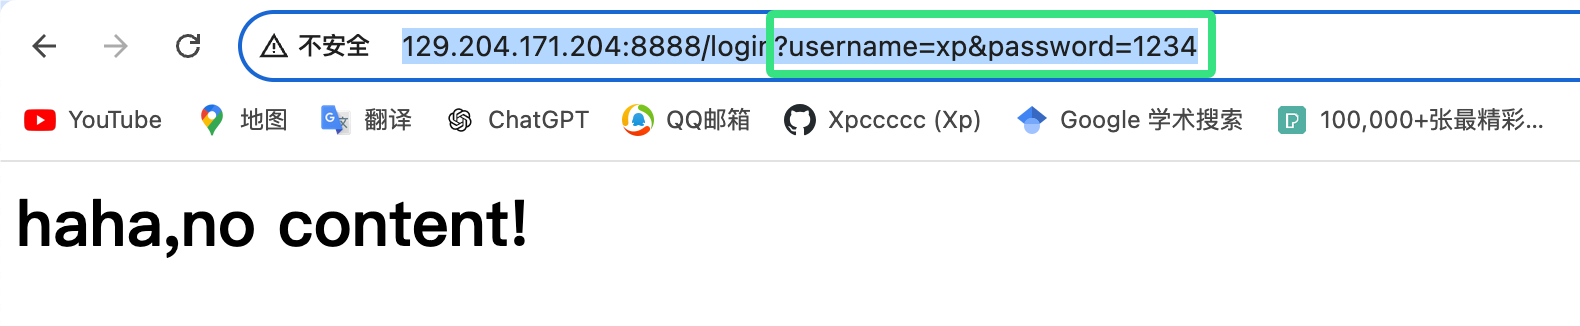 不安全 129.204.171.204:8888/login?username=xp&password=1234
YouTube 地图 翻译 ChatGPT QQ邮箱 Xpccccc (Xp) Google 学术搜索 100,000+张最精彩...
haha,no content!